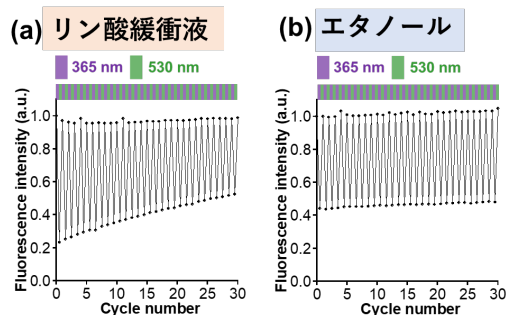 (a) リン酸緩衝液
365 nm 530 nm
Fluorescence intensity (a.u.)
1.0
0.8
0.6
0.4
0.2
0.0
0 5 10 15 20 25 30
Cycle number
(b) エタノール
365 nm 530 nm
Fluorescence intensity (a.u.)
1.0
0.8
0.6
0.4
0.2
0.0
0 5 10 15 20 25 30
Cycle number